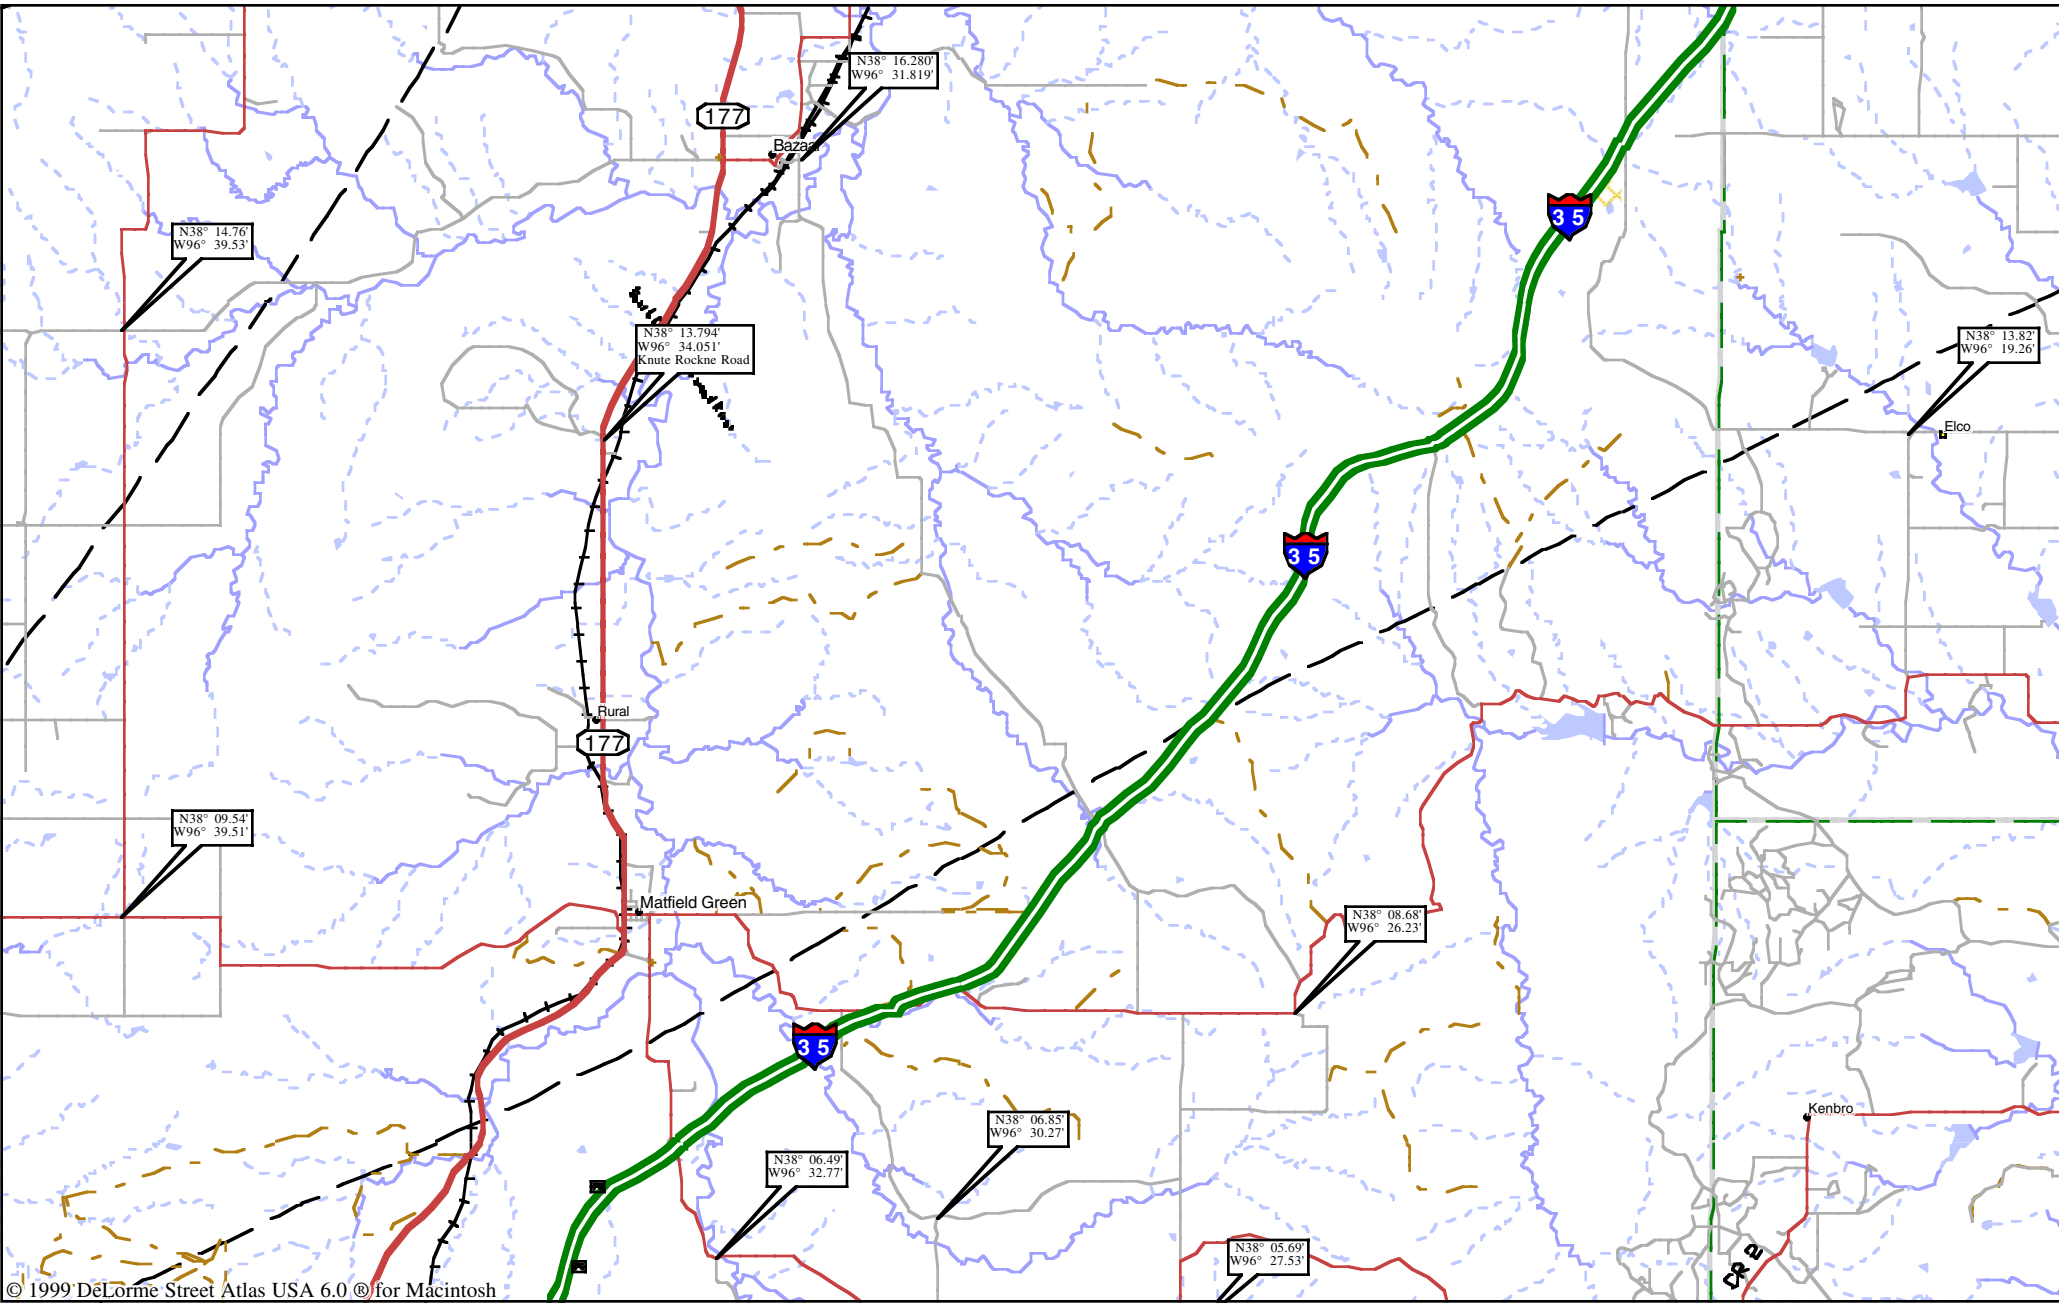 N38° 16.280'
W96° 31.819'
177
Bazaar
35
N38° 14.76'
W96° 39.53'
N38° 13.794'
W96° 34.051'
Knute Rockne Road
N38° 13.82'
W96° 19.26'
Elco
35
Rural
177
N38° 09.54'
W96° 39.51'
Matfield Green
N38° 08.68'
W96° 26.23'
35
N38° 06.85'
W96° 30.27'
Kenbro
N38° 06.49'
W96° 32.77'
N38° 05.69'
W96° 27.53'
© 1999 DeLorme Street Atlas USA 6.0 ® for Macintosh